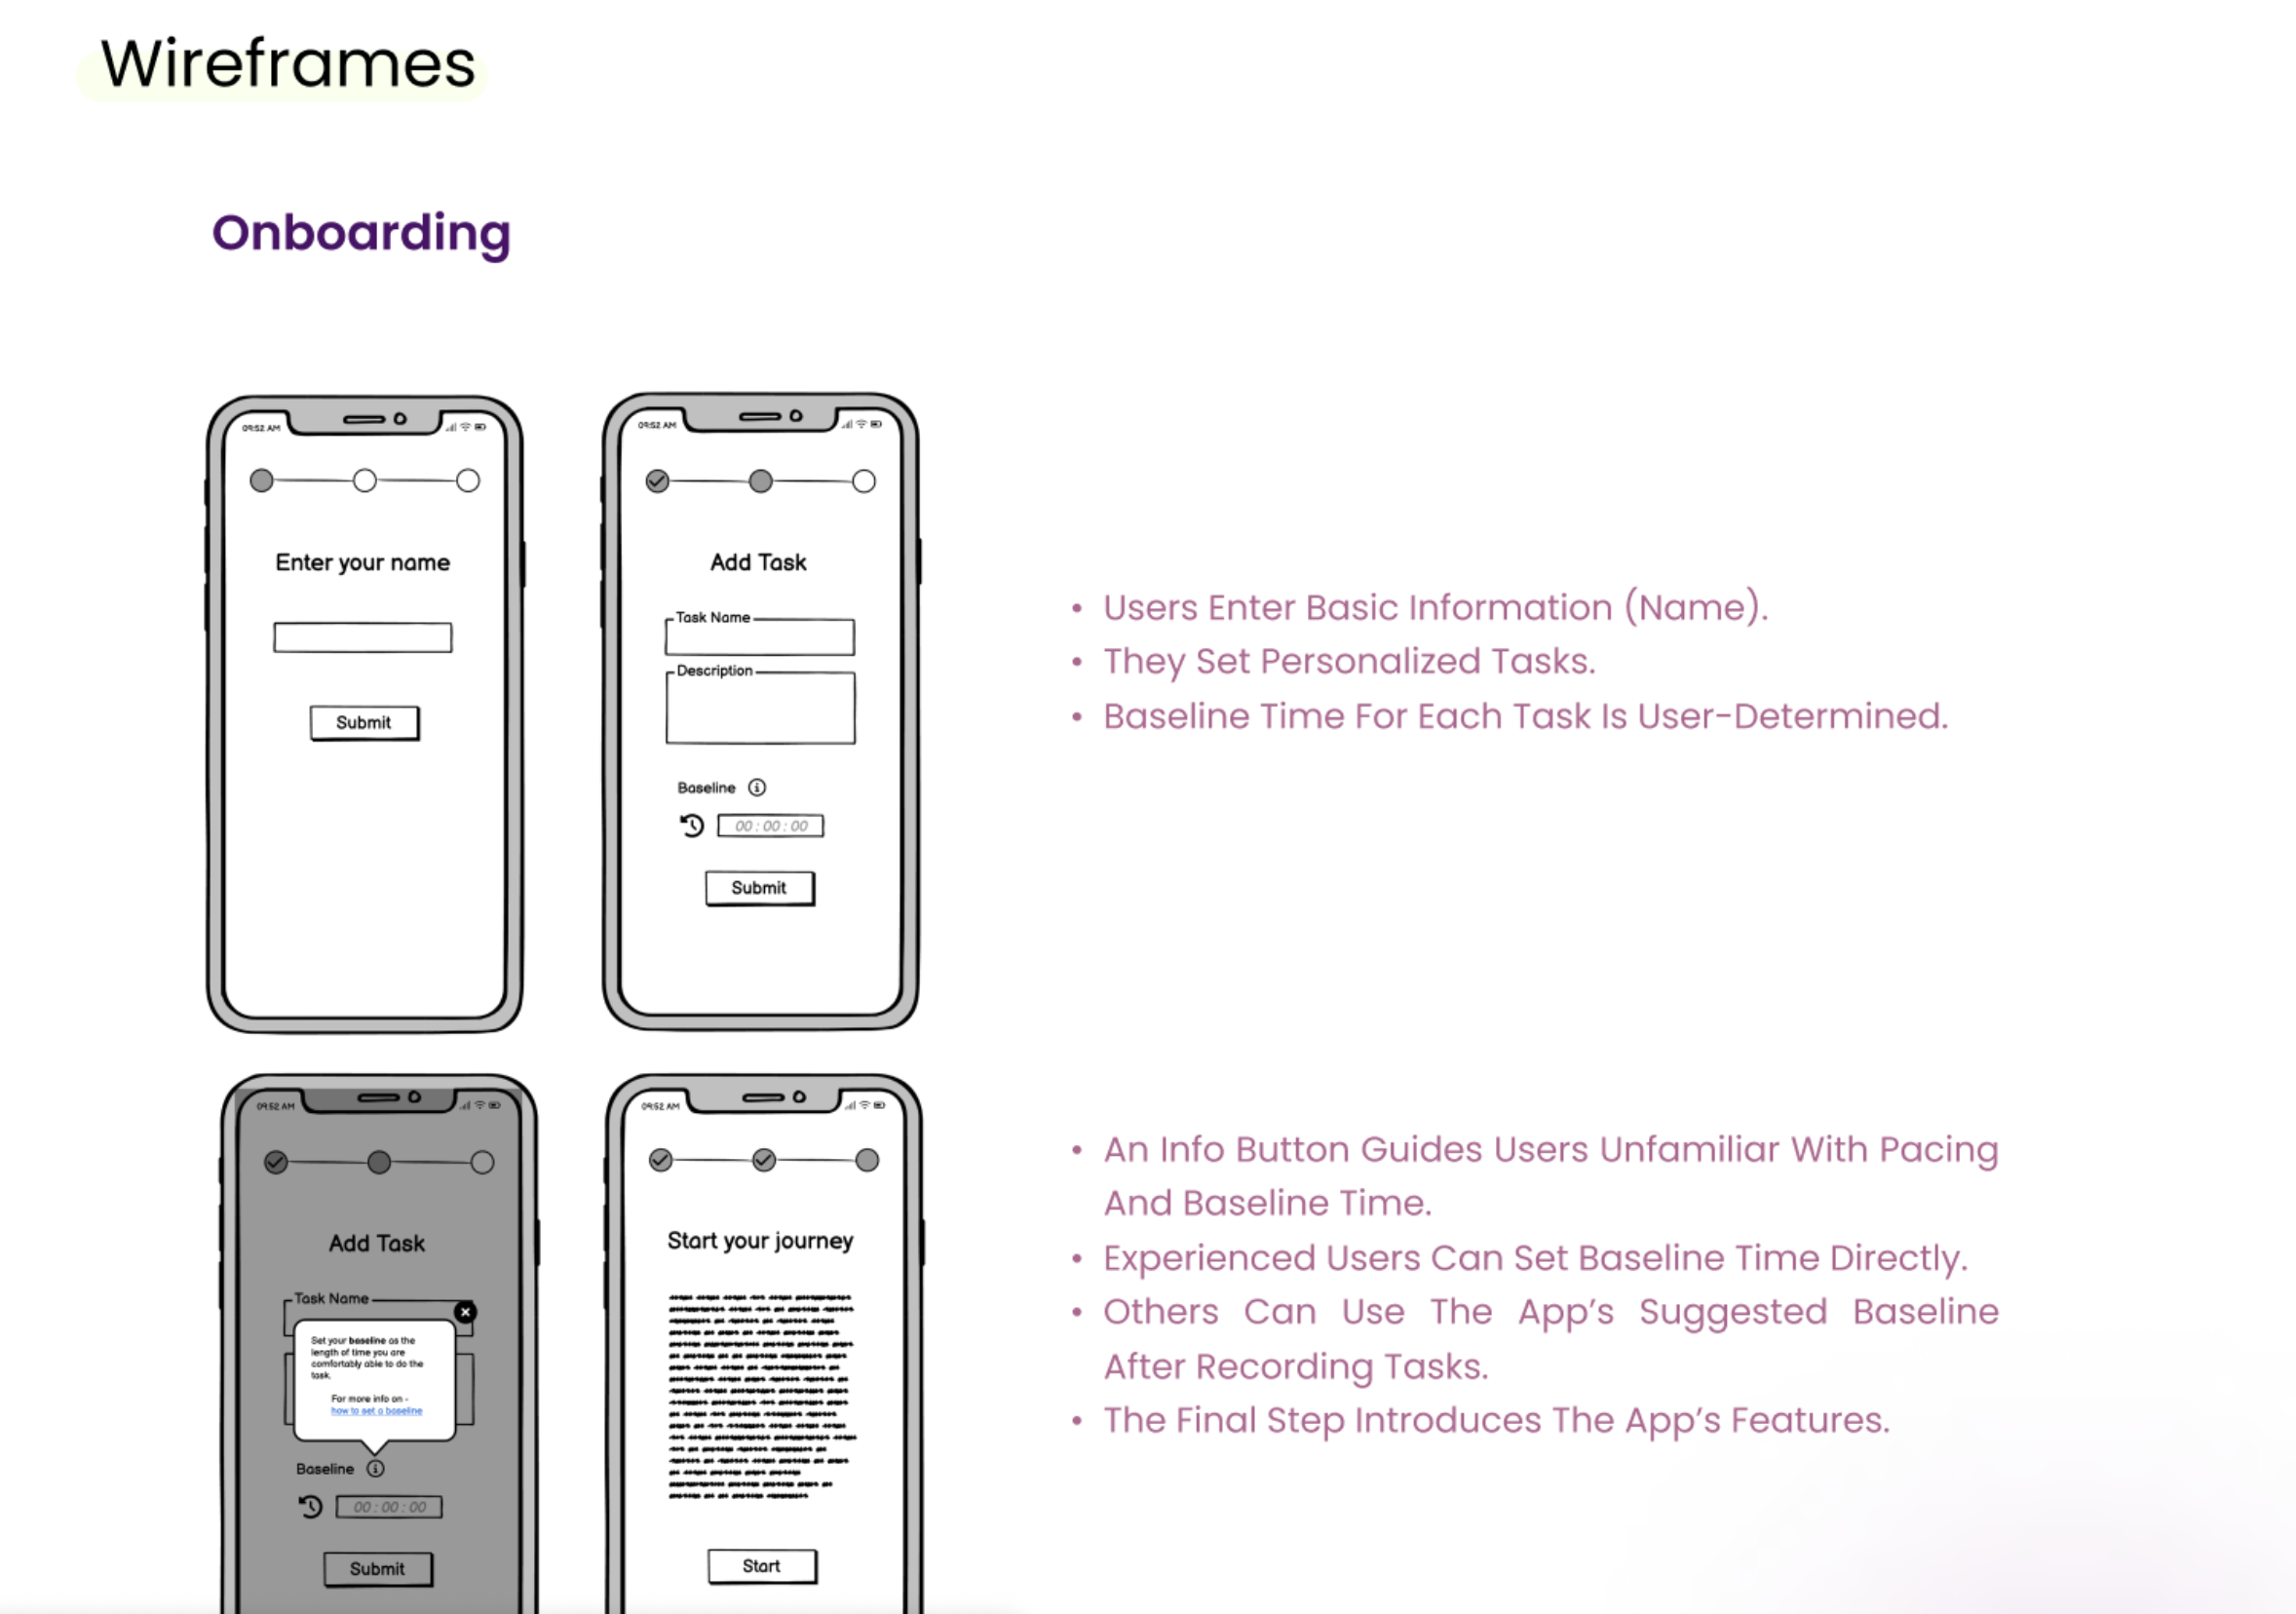 Wireframes
Onboarding
09:52 AM
Enter your name
Submit
09:52 AM
Add Task
Task Name
Description
Baseline
00 : 00 : 00
Submit
• Users Enter Basic Information (Name).
• They Set Personalized Tasks.
• Baseline Time For Each Task Is User-Determined.
09:52 AM
Add Task
Task Name
Set your baseline as the
length of time you are
comfortably able to do the
task.
For more info on -
how to set a baseline
Baseline
00 : 00 : 00
Submit
09:52 AM
Start your journey
Start
• An Info Button Guides Users Unfamiliar With Pacing
And Baseline Time.
• Experienced Users Can Set Baseline Time Directly.
• Others Can Use The App's Suggested Baseline
After Recording Tasks.
• The Final Step Introduces The App's Features.